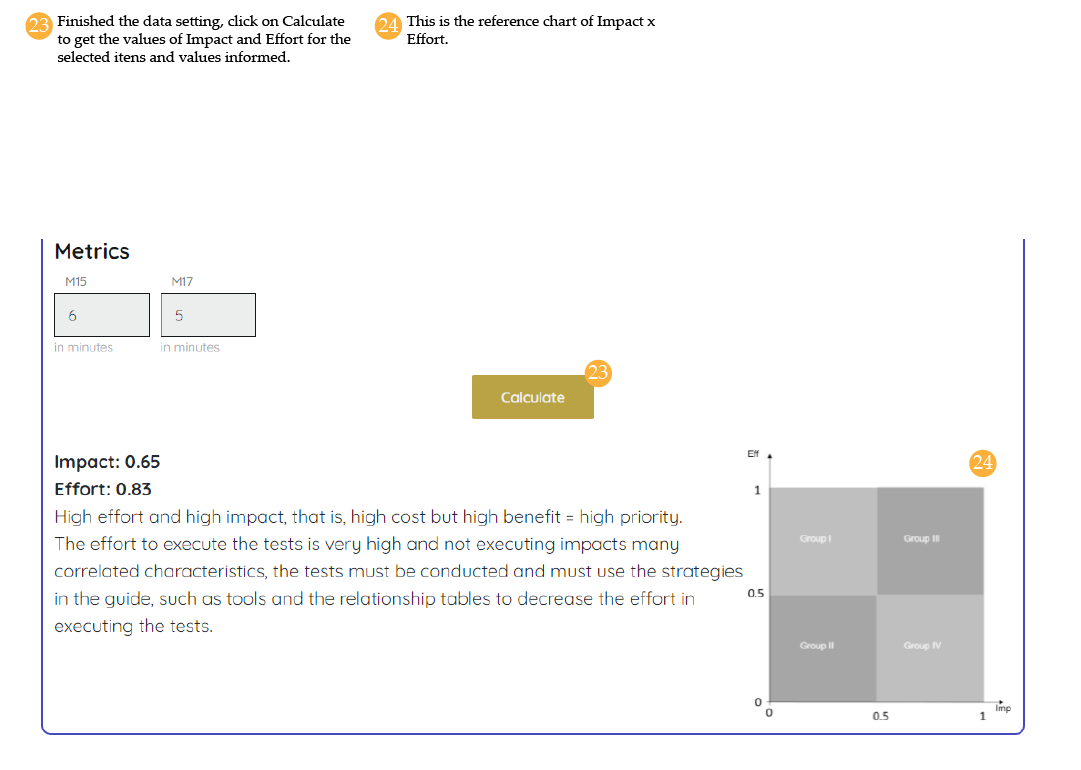 23 Finished the data setting, click on Calculate
to get the values of Impact and Effort for the
selected itens and values informed.
24 This is the reference chart of Impact x
Effort.
Metrics
M15 M17
6 5
in minutes in minutes
23
Calculate
Impact: 0.65
Effort: 0.83
High effort and high impact, that is, high cost but high benefit = high priority.
The effort to execute the tests is very high and not executing impacts many
correlated characteristics, the tests must be conducted and must use the strategies
in the guide, such as tools and the relationship tables to decrease the effort in
executing the tests.
Eff
24
1
Group I Group III
0.5
Group II Group IV
0
0 0.5 1 Imp